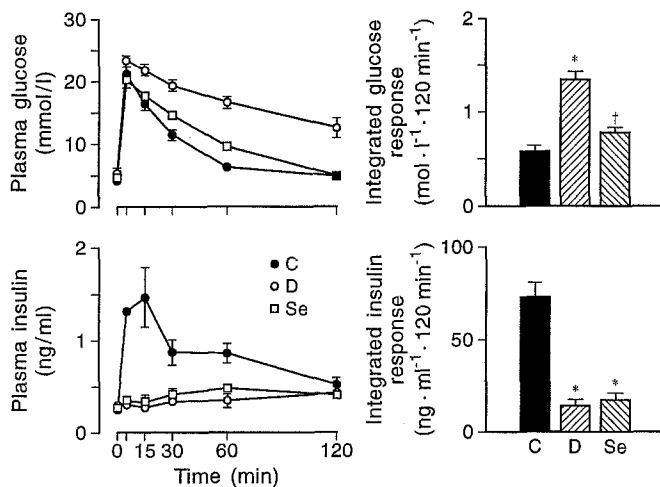 Plasma glucose
(mmol/l)
30
20
10
0
Integrated glucose
response
(mol · l⁻¹ · 120 min⁻¹)
2
1
0
*
†
Plasma insulin
(ng/ml)
2
1
0
C
D
Se
0 15 30 60 120
Time (min)
Integrated insulin
response
(ng · ml⁻¹ · 120 min⁻¹)
100
50
0
* *
C D Se